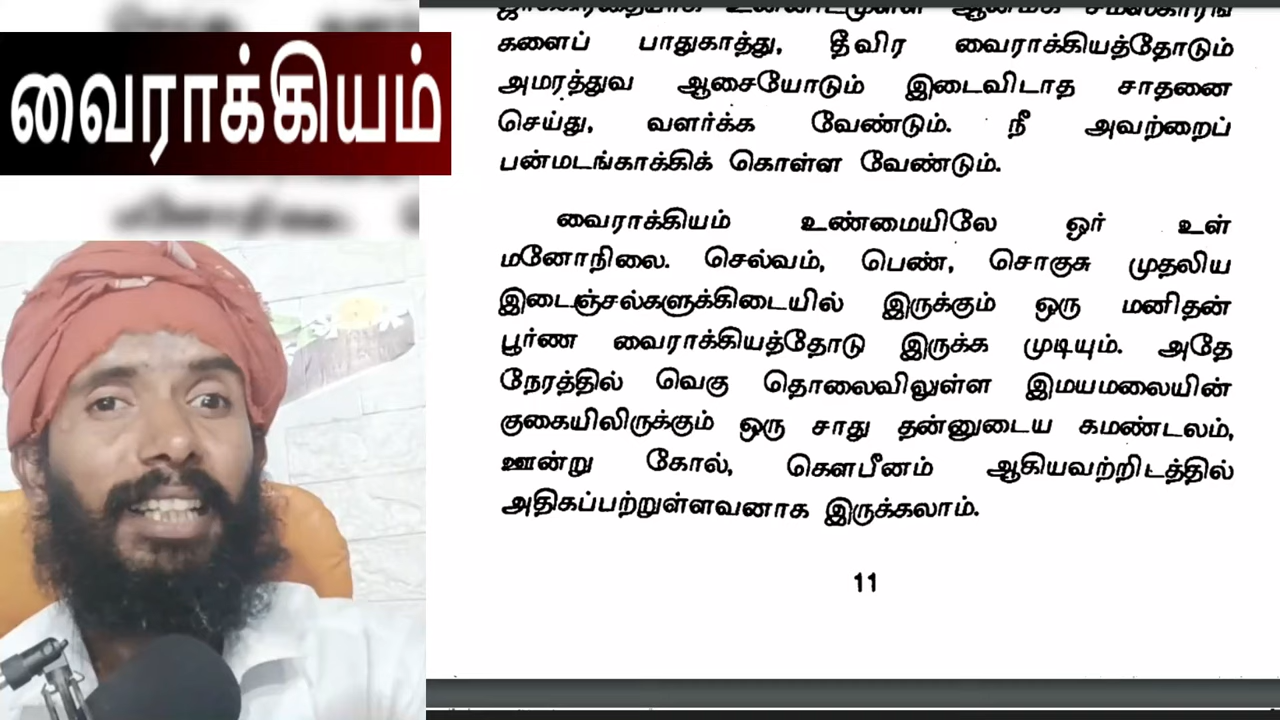 வைராக்கியம்
களைப் பாதுகாத்து, தீவிர வைராக்கியத்தோடும்
அமரத்துவ ஆசையோடும் இடைவிடாத சாதனை
செய்து, வளர்க்க வேண்டும். நீ அவற்றைப்
பன்மடங்காக்கிக் கொள்ள வேண்டும்.
வைராக்கியம் உண்மையிலே ஒர் உள்
மனோநிலை. செல்வம், பெண், சொகுசு முதலிய
இடைஞ்சல்களுக்கிடையில் இருக்கும் ஒரு மனிதன்
பூர்ண வைராக்கியத்தோடு இருக்க முடியும். அதே
நேரத்தில் வெகு தொலைவிலுள்ள இமயமலையின்
குகையிலிருக்கும் ஒரு சாது தன்னுடைய கமண்டலம்,
ஊன்று கோல், கௌபீனம் ஆகியவற்றிடத்தில்
அதிகப்பற்றுள்ளவனாக இருக்கலாம்.
11